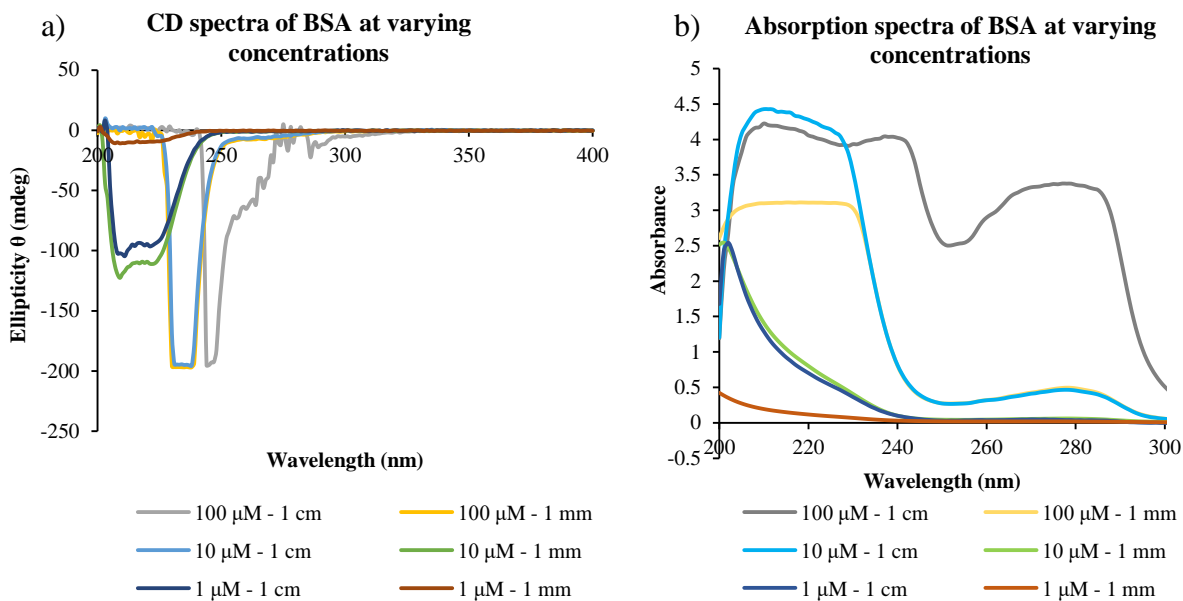 a)
CD spectra of BSA at varying
concentrations
50
0
-50
-100
-150
-200
-250
200
250
300
350
400
Ellipticity θ (mdeg)
Wavelength (nm)
100 μM - 1 cm
100 μM - 1 mm
10 μM - 1 cm
10 μM - 1 mm
1 μM - 1 cm
1 μM - 1 mm
b)
Absorption spectra of BSA at varying
concentrations
5
4.5
4
3.5
3
2.5
2
1.5
1
0.5
0
-0.5
200
220
240
260
280
300
Absorbance
Wavelength (nm)
100 μM - 1 cm
100 μM - 1 mm
10 μM - 1 cm
10 μM - 1 mm
1 μM - 1 cm
1 μM - 1 mm